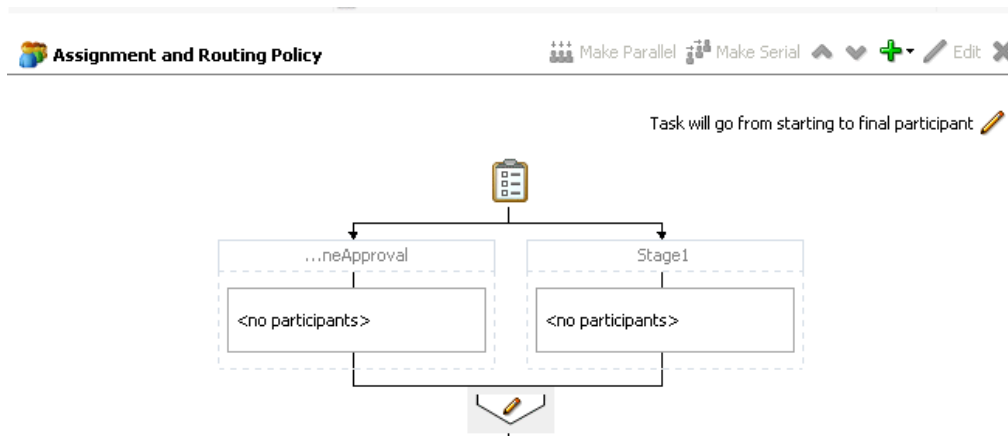 Assignment and Routing Policy
Make Parallel Make Serial Edit
Task will go from starting to final participant
...neApproval
Stage1
<no participants>
<no participants>